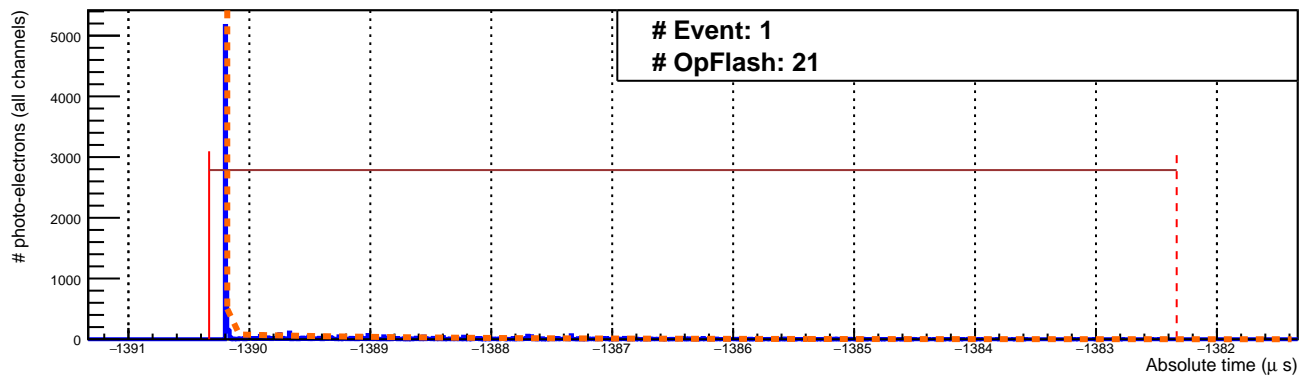 # Event: 1
# OpFlash: 21
# photo-electrons (all channels)
5000
4000
3000
2000
1000
0
−1391 −1390 −1389 −1388 −1387 −1386 −1385 −1384 −1383 −1382
Absolute time (μ s)